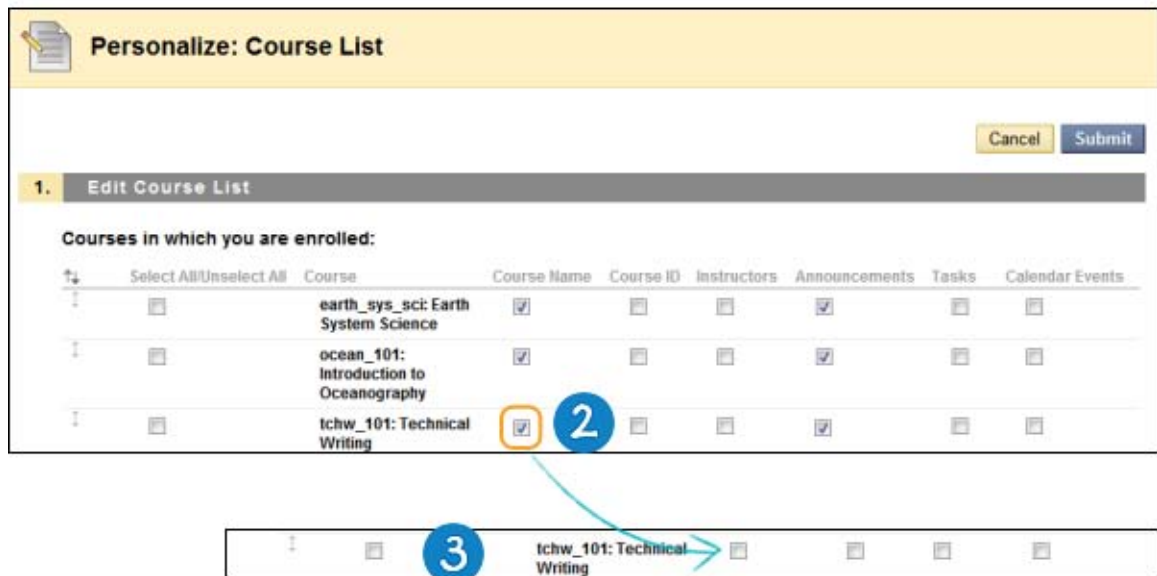 Personalize: Course List
Cancel Submit
1. Edit Course List
Courses in which you are enrolled:
Select All/Unselect All Course Course Name Course ID Instructors Announcements Tasks Calendar Events
earth_sys_sci: Earth
System Science
ocean_101:
Introduction to
Oceanography
tchw_101: Technical
Writing
2
3
tchw_101: Technical
Writing